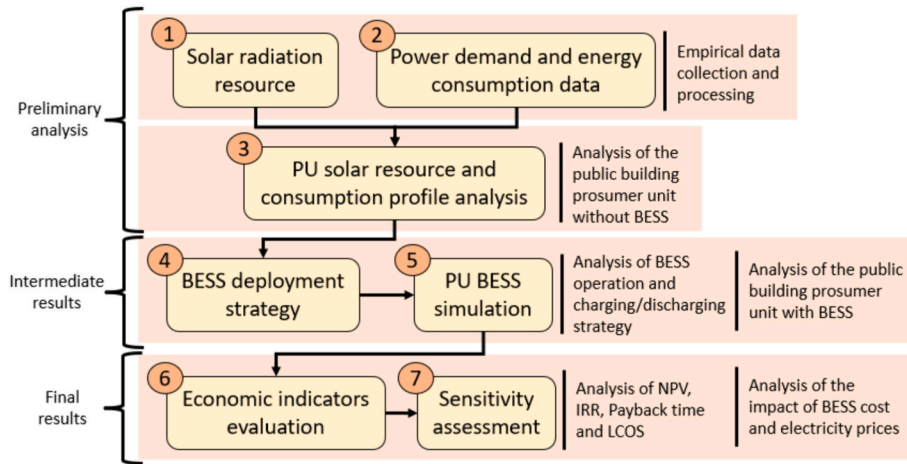 Preliminary
analysis
1
Solar radiation
resource
2
Power demand and energy
consumption data
Empirical data
collection and
processing
3
PU solar resource and
consumption profile analysis
Analysis of the
public building
prosumer unit
without BESS
Intermediate
results
4
BESS deployment
strategy
5
PU BESS
simulation
Analysis of BESS
operation and
charging/discharging
strategy
Analysis of the public
building prosumer
unit with BESS
Final
results
6
Economic indicators
evaluation
7
Sensitivity
assessment
Analysis of NPV,
IRR, Payback time
and LCOS
Analysis of the
impact of BESS cost
and electricity prices